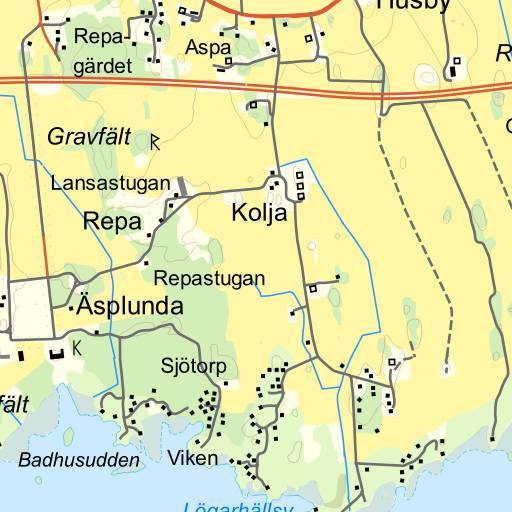 Husby
Repa-
gärdet
Aspa
R
Gravfält
R
Lansastugan
Repa
Kolja
Repastugan
Äsplunda
K
Sjötorp
fält
Badhusudden
Viken
Lögarhällsv